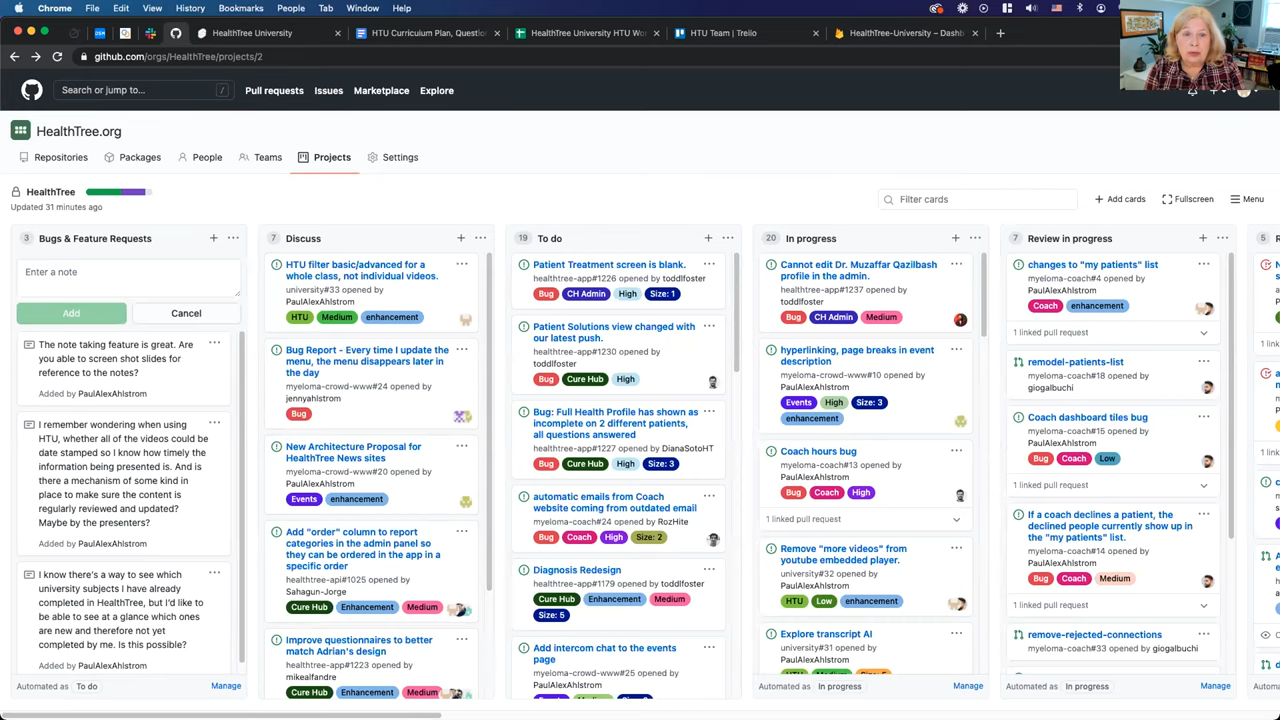 Chrome File Edit View History Bookmarks People Tab Window Help
HealthTree University
HTU Curriculum Plan, Question
HealthTree University HTU Wo
HTU Team | Trello
HealthTree-University – Dashb
github.com/orgs/HealthTree/projects/2
Search or jump to... /
Pull requests Issues Marketplace Explore
HealthTree.org
Repositories Packages People Teams Projects Settings
HealthTree
Updated 31 minutes ago
Filter cards
+ Add cards Fullscreen Menu
3 Bugs & Feature Requests
Enter a note
Add Cancel
The note taking feature is great. Are
you able to screen shot slides for
reference to the notes?
Added by PaulAlexAhlstrom
HTU, whether all of the videos could be
date stamped so I know how timely the
information being presented is. And is
there a mechanism of some kind in
place to make sure the content is
regularly reviewed and updated?
Maybe by the presenters?
Added by PaulAlexAhlstrom
I know there's a way to see which
university subjects I have already
completed in HealthTree, but I'd like to
be able to see at a glance which ones
are new and therefore not yet
completed by me. Is this possible?
Added by PaulAlexAhlstrom
Automated as To do Manage
7 Discuss
HTU filter basic/advanced for a
whole class, not individual videos.
university#33 opened by
PaulAlexAhlstrom
HTU Medium enhancement
Bug Report - Every time I update the
menu, the menu disappears later in
the day
myeloma-crowd-www#24 opened by
jennyahlstrom
Bug
New Architecture Proposal for
HealthTree News sites
myeloma-crowd-www#20 opened by
PaulAlexAhlstrom
Events enhancement
Add "order" column to report
categories in the admin panel so
they can be ordered in the app in a
specific order
healthtree-api#1025 opened by
Sahagun-Jorge
Cure Hub Enhancement Medium
Improve questionnaires to better
match Adrian's design
healthtree-app#1223 opened by
mikealfandre
Cure Hub Enhancement Medium
19 To do
Patient Treatment screen is blank.
healthtree-app#1226 opened by toddlfoster
Bug CH Admin High Size: 1
Patient Solutions view changed with
our latest push.
healthtree-app#1230 opened by
toddlfoster
Bug Cure Hub High
Bug: Full Health Profile has shown as
incomplete on 2 different patients,
all questions answered
healthtree-app#1227 opened by DianaSotoHT
Bug Cure Hub High Size: 3
automatic emails from Coach
website coming from outdated email
myeloma-coach#24 opened by RozHite
Bug Coach High Size: 2
Diagnosis Redesign
healthtree-app#1179 opened by toddlfoster
Cure Hub Enhancement Medium
Size: 5
Add intercom chat to the events
page
myeloma-crowd-www#25 opened by
PaulAlexAhlstrom
20 In progress
Cannot edit Dr. Muzaffar Qazilbash
profile in the admin.
healthtree-app#1237 opened by
toddlfoster
Bug CH Admin Medium
hyperlinking, page breaks in event
description
myeloma-crowd-www#10 opened by
PaulAlexAhlstrom
Events High Size: 3
enhancement
Coach hours bug
myeloma-coach#13 opened by
PaulAlexAhlstrom
Bug Coach High
1 linked pull request
Remove "more videos" from
youtube embedded player.
university#32 opened by
PaulAlexAhlstrom
HTU Low enhancement
Explore transcript AI
university#31 opened by
PaulAlexAhlstrom
Automated as In progress Manage
7 Review in progress
changes to "my patients" list
myeloma-coach#4 opened by
PaulAlexAhlstrom
Coach enhancement
1 linked pull request
remodel-patients-list
myeloma-coach#18 opened by
giogalbuchi
Coach dashboard tiles bug
myeloma-coach#15 opened by
PaulAlexAhlstrom
Bug Coach Low
1 linked pull request
If a coach declines a patient, the
declined people currently show up in
the "my patients" list.
myeloma-coach#14 opened by
PaulAlexAhlstrom
Bug Coach Medium
1 linked pull request
remove-rejected-connections
myeloma-coach#33 opened by giogalbuchi
Automated as In progress Manage
5